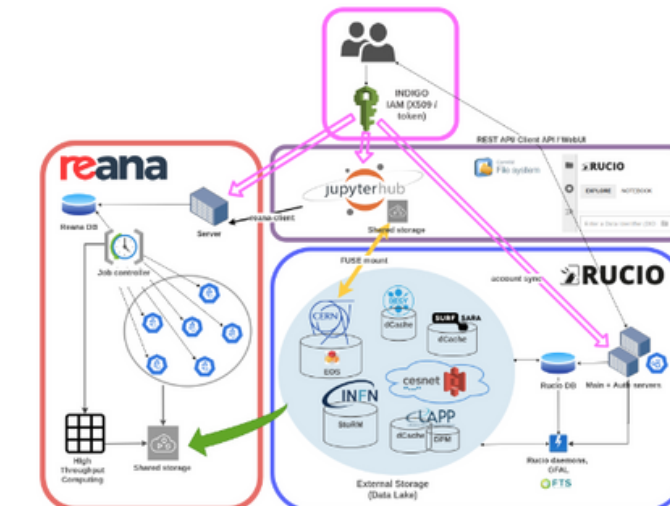 INDIGO
IAM (X509 /
token)
REST API/ Client API / WebUI
reana
jupyterhub
File system
RUCIO
EXPLORE NOTEBOOK
Reana DB
Server
reana-client
Shared storage
Job controller
FUSE mount
account sync
RUCIO
CERN
EOS
DESY
dCache
SURF SARA
dCache
cesnet
INFN
StoRM
LAPP
dCache DPM
Rucio DB
Main + Auth servers
High
Throughput
Computing
Shared storage
External Storage
(Data Lake)
Rucio daemons,
GFAL
FTS